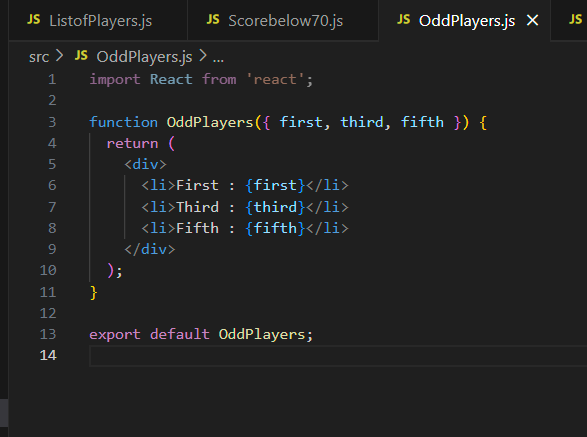 JS ListofPlayers.js JS Scorebelow70.js JS OddPlayers.js × JS
src > JS OddPlayers.js > ...
1 import React from 'react';
2
3 function OddPlayers({ first, third, fifth }) {
4 return (
5 <div>
6 <li>First : {first}</li>
7 <li>Third : {third}</li>
8 <li>Fifth : {fifth}</li>
9 </div>
10 );
11 }
12
13 export default OddPlayers;
14